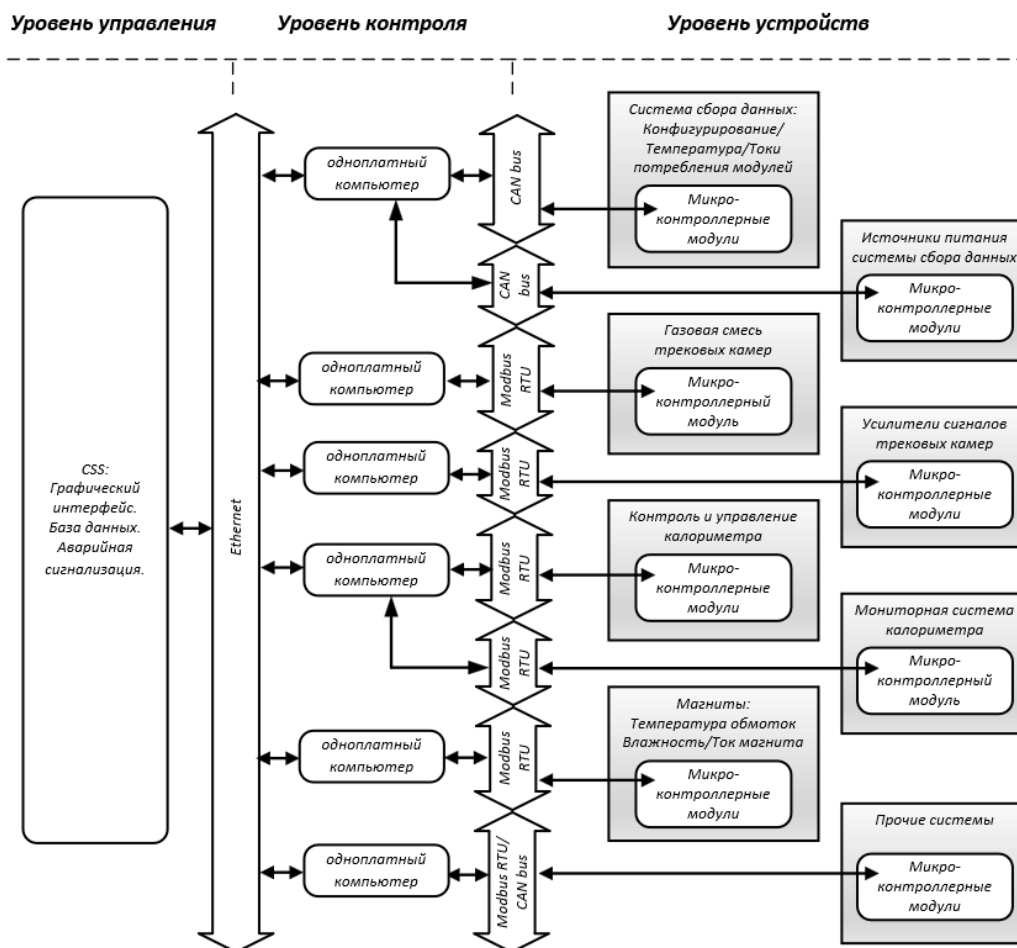 Уровень управления
Уровень контроля
Уровень устройств
CSS:
Графический
интерфейс.
База данных.
Аварийная
сигнализация.
Ethernet
одноплатный
компьютер
CAN bus
Система сбора данных:
Конфигурирование/
Температура/Токи
потребления модулей
Микро-
контроллерные
модули
CAN
bus
Источники питания
системы сбора данных
Микро-
контроллерные
модули
одноплатный
компьютер
Modbus
RTU
Газовая смесь
трековых камер
Микро-
контроллерный
модуль
одноплатный
компьютер
Modbus
RTU
Усилители сигналов
трековых камер
Микро-
контроллерные
модули
одноплатный
компьютер
Modbus
RTU
Контроль и управление
калориметра
Микро-
контроллерные
модули
Modbus
RTU
Мониторная система
калориметра
Микро-
контроллерный
модуль
одноплатный
компьютер
Modbus
RTU
Магниты:
Температура обмоток
Влажность/Ток магнита
Микро-
контроллерные
модули
одноплатный
компьютер
Modbus RTU/
CAN bus
Прочие системы
Микро-
контроллерные
модули